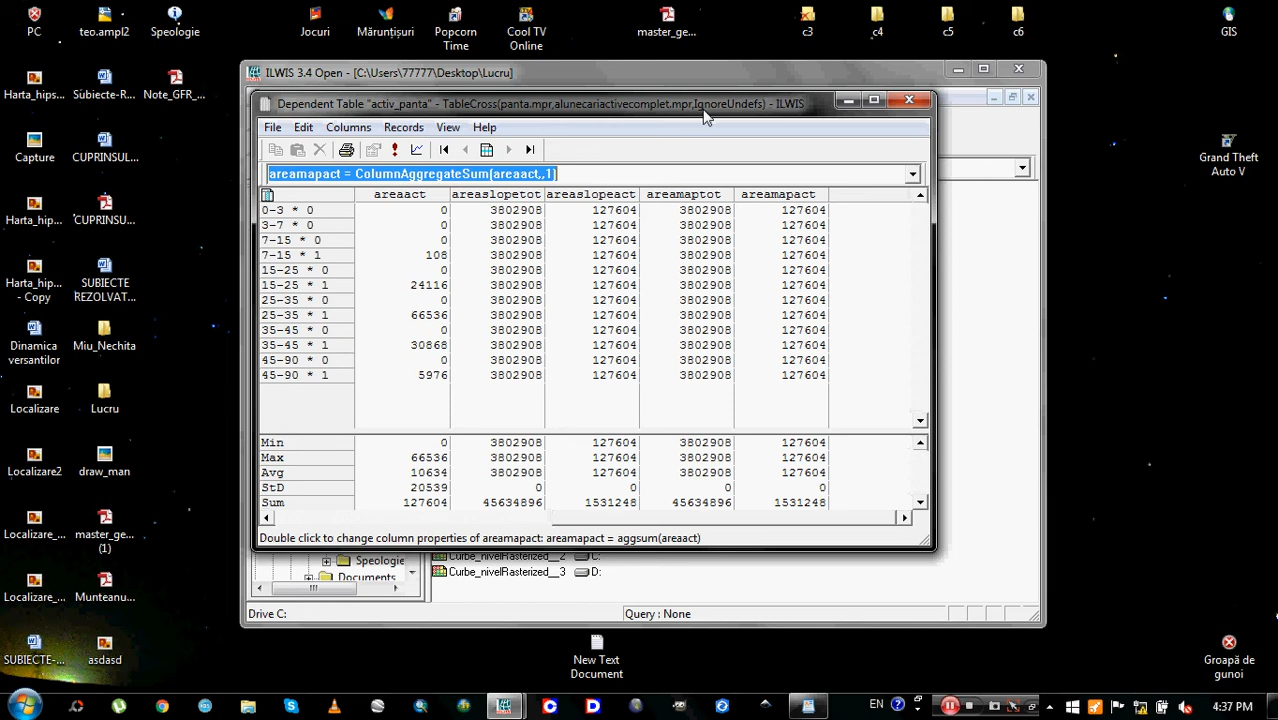 PC
teo.ampl2
Speologie
Jocuri
Mărunțișuri
Popcorn
Time
Cool TV
Online
master_ge...
c3
c4
c5
c6
GIS
Harta_hips...
Subiecte-R...
Note_GFR_...
Capture
CUPRINSUL...
Harta_hip...
CUPRINSU...
Harta_hip...
- Copy
SUBIECTE
REZOLVAT...
Dinamica
versantilor
Miu_Nechita
Localizare
Lucru
Localizare2
draw_man
Localizare_...
master_ge...
(1)
Localizare_...
Munteanu...
SUBIECTE-...
asdasd
New Text
Document
Grand Theft
Auto V
Groapă de
gunoi
ILWIS 3.4 Open - [C:\Users\77777\Desktop\Lucru]
Dependent Table "activ_panta" - TableCross(panta.mpr,alunecariactivecomplet.mpr,IgnoreUndefs) - ILWIS
File Edit Columns Records View Help
areamapact = ColumnAggregateSum(areaact,,1)
areaact areaslopetot areaslopeact areamaptot areamapact
0-3 * 0 0 3802908 127604 3802908 127604
3-7 * 0 0 3802908 127604 3802908 127604
7-15 * 0 0 3802908 127604 3802908 127604
7-15 * 1 108 3802908 127604 3802908 127604
15-25 * 0 0 3802908 127604 3802908 127604
15-25 * 1 24116 3802908 127604 3802908 127604
25-35 * 0 0 3802908 127604 3802908 127604
25-35 * 1 66536 3802908 127604 3802908 127604
35-45 * 0 0 3802908 127604 3802908 127604
35-45 * 1 30868 3802908 127604 3802908 127604
45-90 * 0 0 3802908 127604 3802908 127604
45-90 * 1 5976 3802908 127604 3802908 127604
Min 0 3802908 127604 3802908 127604
Max 66536 3802908 127604 3802908 127604
Avg 10634 3802908 127604 3802908 127604
StD 20539 0 0 0 0
Sum 127604 45634896 1531248 45634896 1531248
Double click to change column properties of areamapact: areamapact = aggsum(areaact)
Speologie
Documents
Curbe_nivelRasterized__2 C:
Curbe_nivelRasterized__3 D:
Drive C:
Query : None
EN
4:37 PM